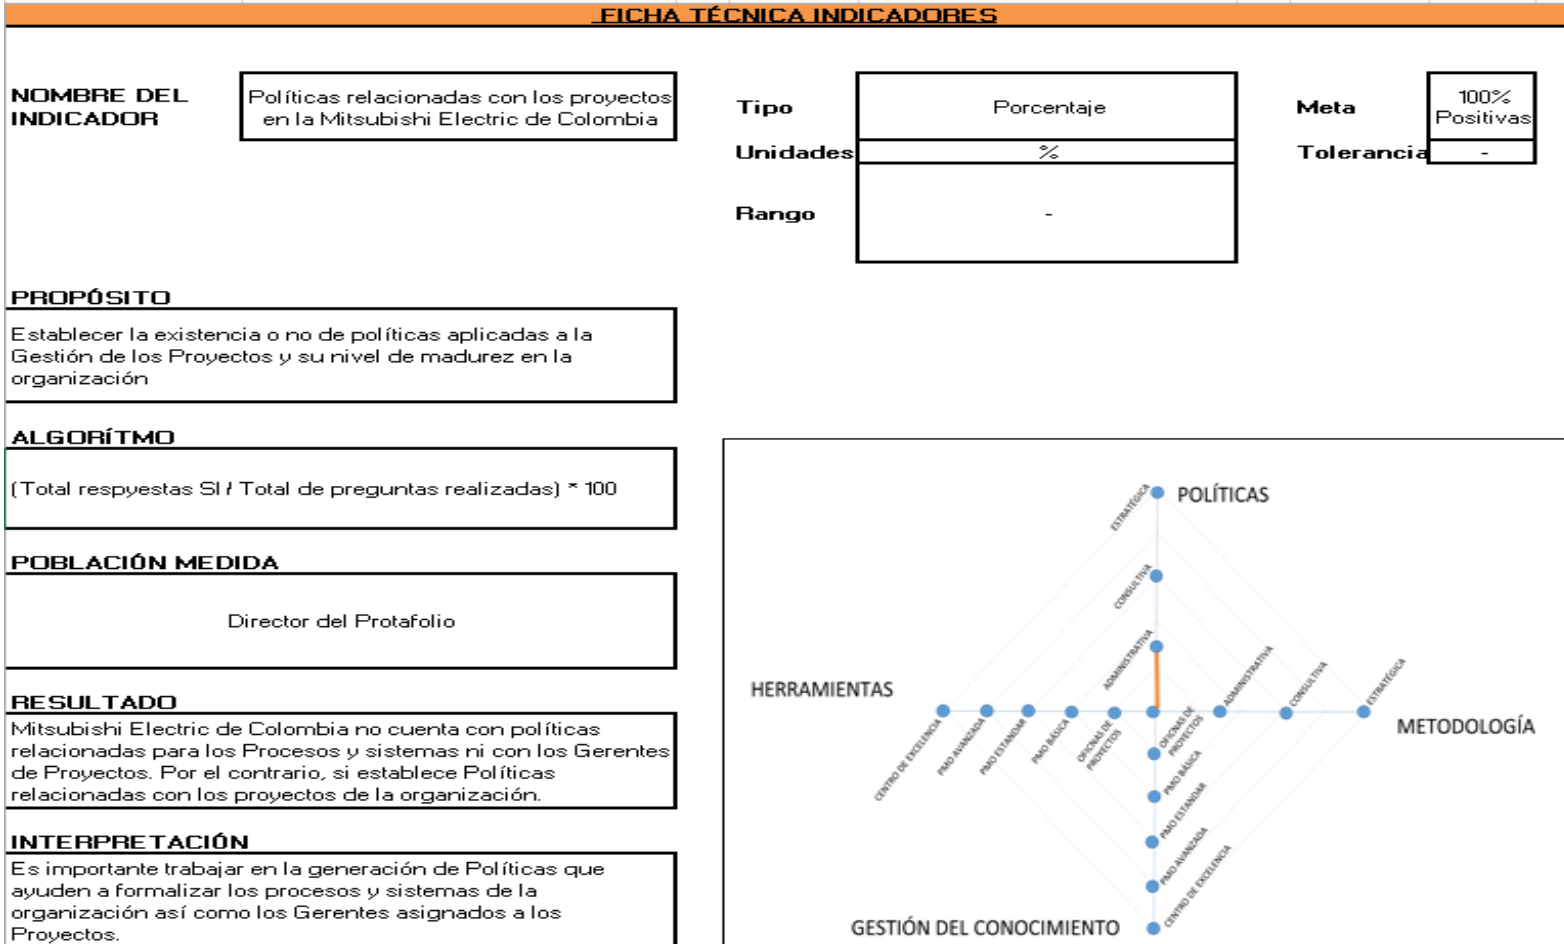 FICHA TÉCNICA INDICADORES
NOMBRE DEL
INDICADOR
Políticas relacionadas con los proyectos
en la Mitsubishi Electric de Colombia
Tipo
Porcentaje
Meta
100%
Positivas
Unidades
%
Tolerancia
-
Rango
-
PROPÓSITO
Establecer la existencia o no de políticas aplicadas a la
Gestión de los Proyectos y su nivel de madurez en la
organización
ALGORÍTMO
(Total respyestas SI / Total de preguntas realizadas) * 100
POBLACIÓN MEDIDA
Director del Protafolio
RESULTADO
Mitsubishi Electric de Colombia no cuenta con políticas
relacionadas para los Procesos y sistemas ni con los Gerentes
de Proyectos. Por el contrario, si establece Políticas
relacionadas con los proyectos de la organización.
INTERPRETACIÓN
Es importante trabajar en la generación de Políticas que
ayuden a formalizar los procesos y sistemas de la
organización así como los Gerentes asignados a los
Proyectos.
POLÍTICAS
ESTRATÉGICA
CONSULTIVA
ADMINISTRATIVA
HERRAMIENTAS
CENTRO DE EXCELENCIA
PMO AVANZADA
PMO ESTANDAR
PMO BÁSICA
OFICNAS DE
PROYECTOS
METODOLOGÍA
ADMINISTRATIVA
CONSULTIVA
ESTRATÉGICA
OFICNAS DE
PROYECTOS
PMO BÁSICA
PMO ESTANDAR
PMO AVANZADA
CENTRO DE EXCELENCIA
GESTIÓN DEL CONOCIMIENTO